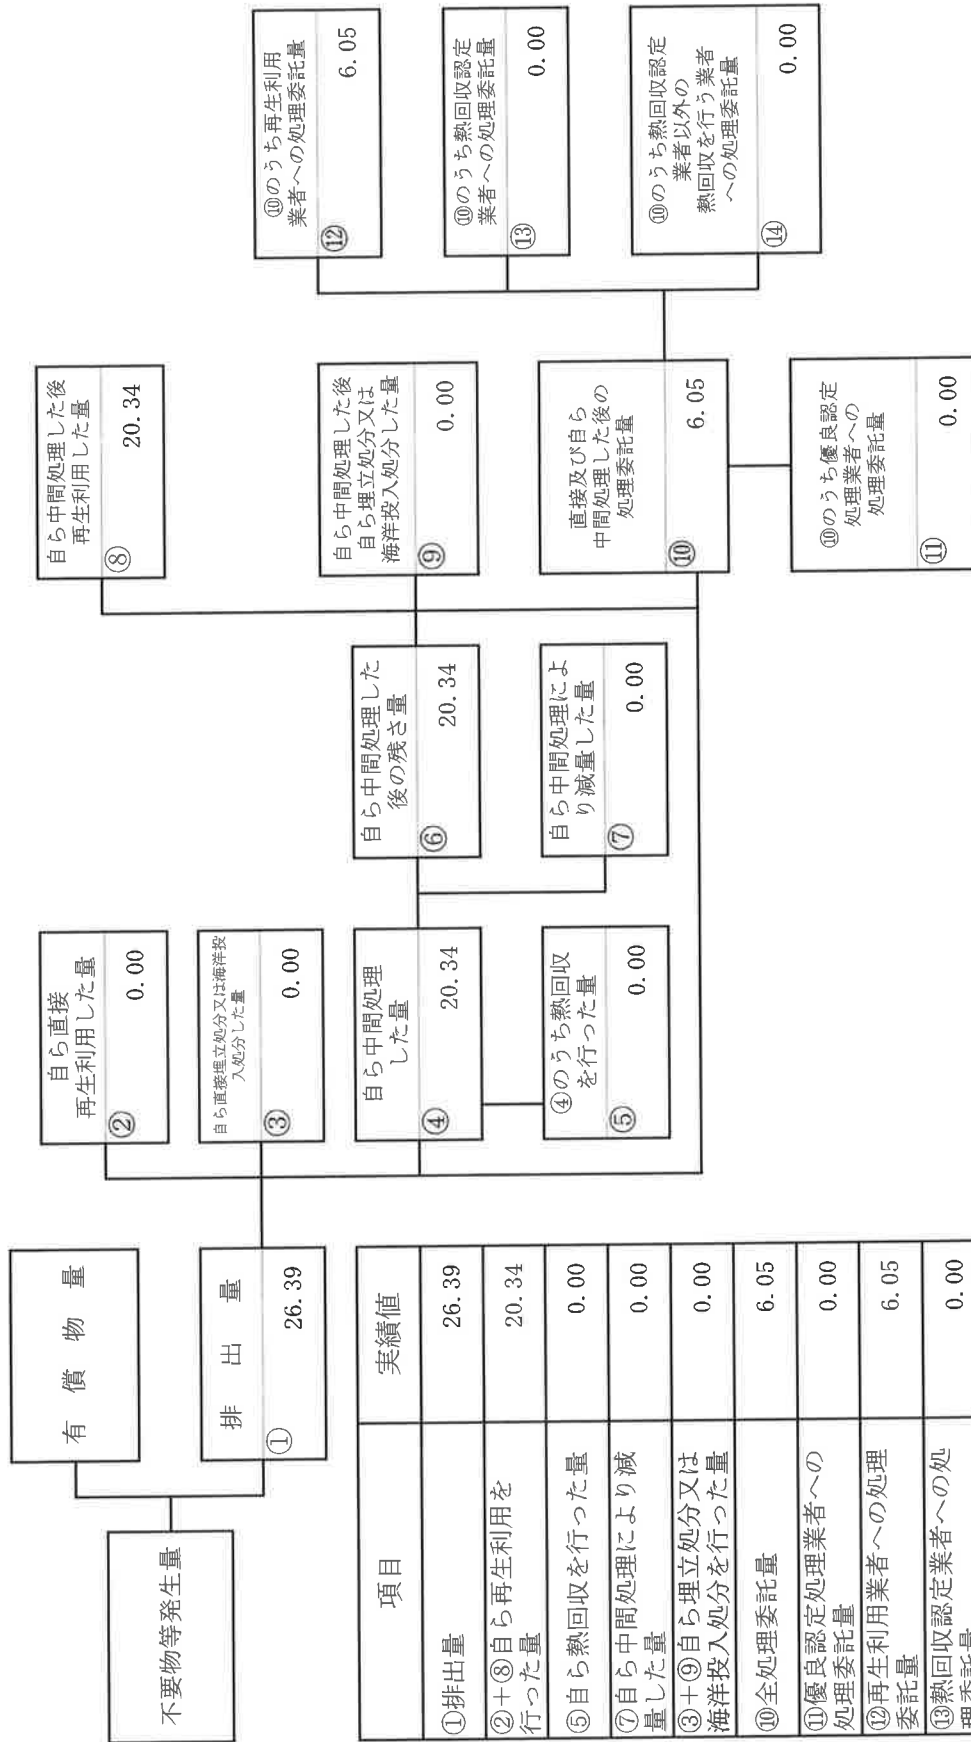 不要物等発生量
有償物量
排出量
①
26.39
自ら直接
再生利用した量
②
0.00
自ら直接埋立処分又は海洋投
入処分した量
③
0.00
自ら中間処理
した量
④
20.34
④のうち熱回収
を行った量
⑤
0.00
自ら中間処理した
後の残さ量
⑥
20.34
自ら中間処理によ
り減量した量
⑦
0.00
自ら中間処理した後
再生利用した量
⑧
20.34
自ら中間処理した後
自ら埋立処分又は
海洋投入処分した量
⑨
0.00
直接及び自ら
中間処理した後の
処理委託量
⑩
6.05
⑩のうち優良認定
処理業者への
処理委託量
⑪
0.00
⑩のうち再生利用
業者への処理委託量
⑫
6.05
⑩のうち熱回収認定
業者への処理委託量
⑬
0.00
⑩のうち熱回収認定
業者以外の
熱回収を行う業者
への処理委託量
⑭
0.00
項目 実績値
①排出量 26.39
②+⑧自ら再生利用を
行った量 20.34
⑤自ら熱回収を行った量 0.00
⑦自ら中間処理により減
量した量 0.00
③+⑨自ら埋立処分又は
海洋投入処分を行った量 0.00
⑩全処理委託量 6.05
⑪優良認定処理業者への
処理委託量 0.00
⑫再生利用業者への処理
委託量 6.05
⑬熱回収認定業者への処
理委託量 0.00